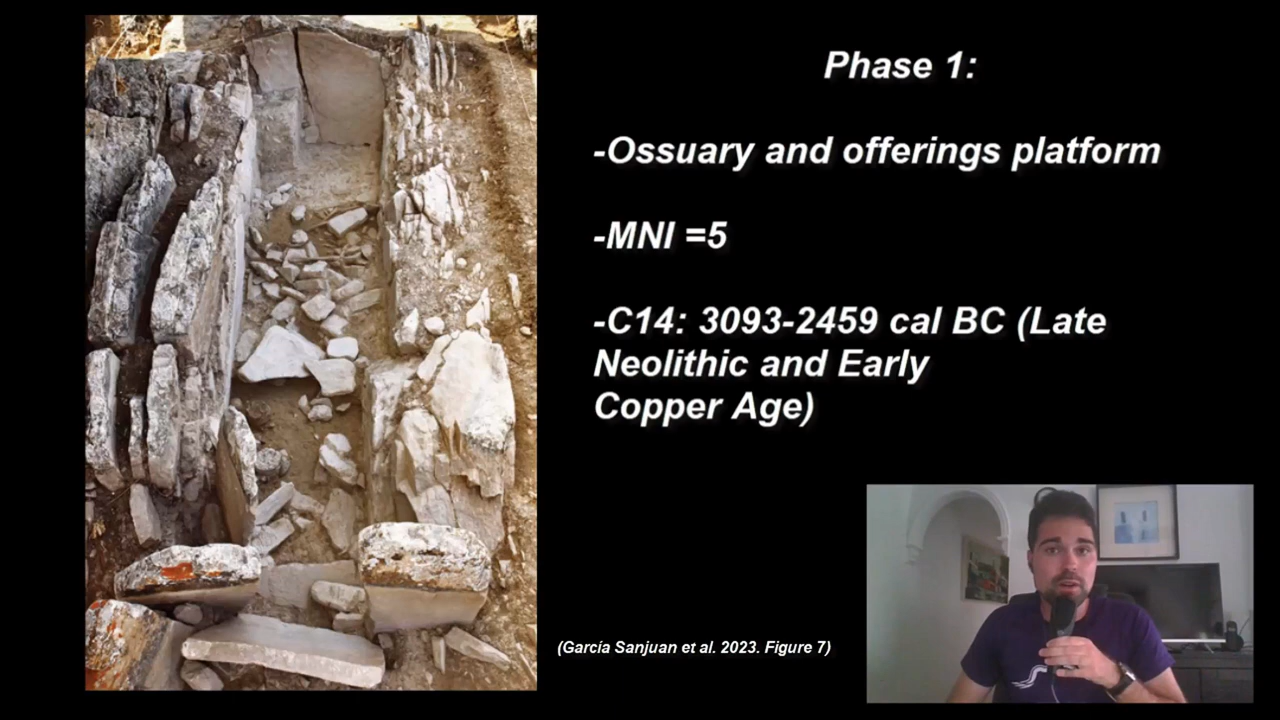 Phase 1:
-Ossuary and offerings platform
-MNI =5
-C14: 3093-2459 cal BC (Late
Neolithic and Early
Copper Age)
(García Sanjuan et al. 2023. Figure 7)